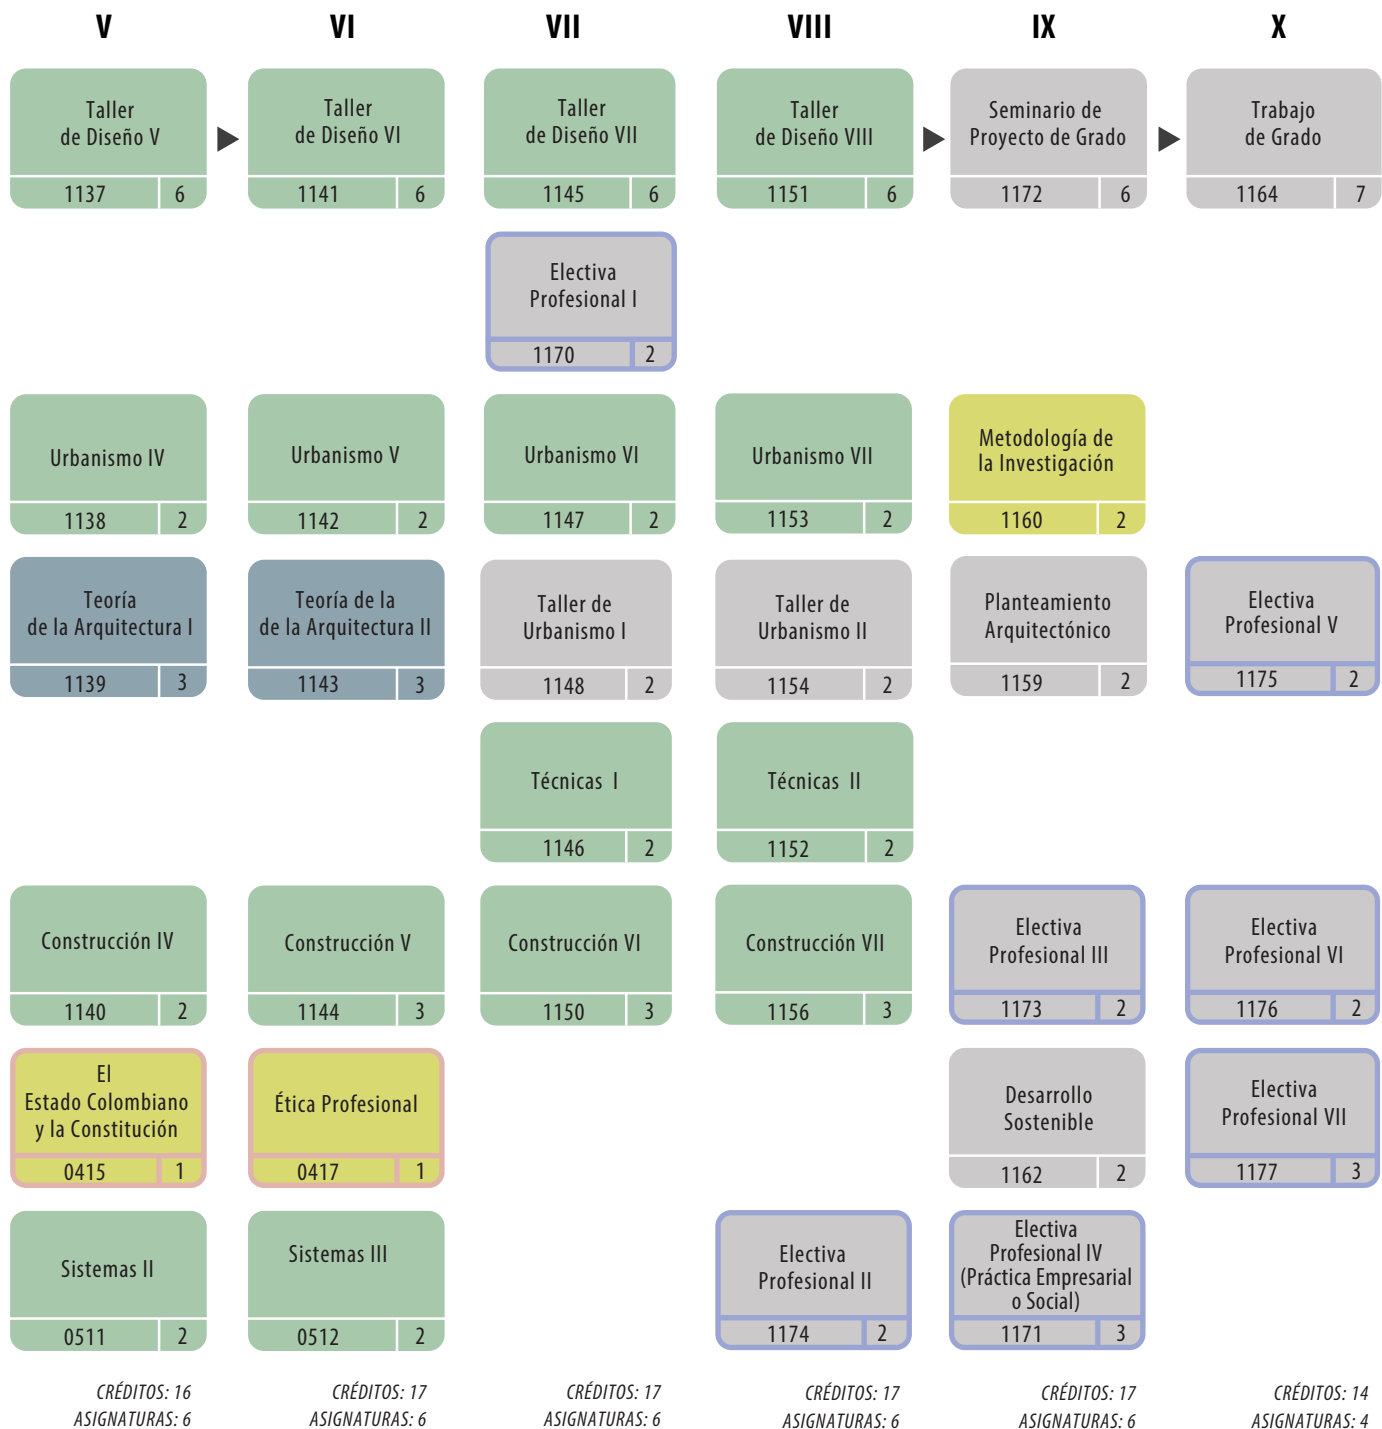 V
VI
VII
VIII
IX
X
Taller
de Diseño V
1137
6
Taller
de Diseño VI
1141
6
Taller
de Diseño VII
1145
6
Taller
de Diseño VIII
1151
6
Seminario de
Proyecto de Grado
1172
6
Trabajo
de Grado
1164
7
Electiva
Profesional I
1170
2
Urbanismo IV
1138
2
Urbanismo V
1142
2
Urbanismo VI
1147
2
Urbanismo VII
1153
2
Metodología de
la Investigación
1160
2
Teoría
de la Arquitectura I
1139
3
Teoría de la
de la Arquitectura II
1143
3
Taller de
Urbanismo I
1148
2
Taller de
Urbanismo II
1154
2
Planteamiento
Arquitectónico
1159
2
Electiva
Profesional V
1175
2
Técnicas I
1146
2
Técnicas II
1152
2
Construcción IV
1140
2
Construcción V
1144
3
Construcción VI
1150
3
Construcción VII
1156
3
Electiva
Profesional III
1173
2
Electiva
Profesional VI
1176
2
El
Estado Colombiano
y la Constitución
0415
1
Ética Profesional
0417
1
Desarrollo
Sostenible
1162
2
Electiva
Profesional VII
1177
3
Sistemas II
0511
2
Sistemas III
0512
2
Electiva
Profesional II
1174
2
Electiva
Profesional IV
(Práctica Empresarial
o Social)
1171
3
CRÉDITOS: 16
ASIGNATURAS: 6
CRÉDITOS: 17
ASIGNATURAS: 6
CRÉDITOS: 17
ASIGNATURAS: 6
CRÉDITOS: 17
ASIGNATURAS: 6
CRÉDITOS: 17
ASIGNATURAS: 6
CRÉDITOS: 14
ASIGNATURAS: 4